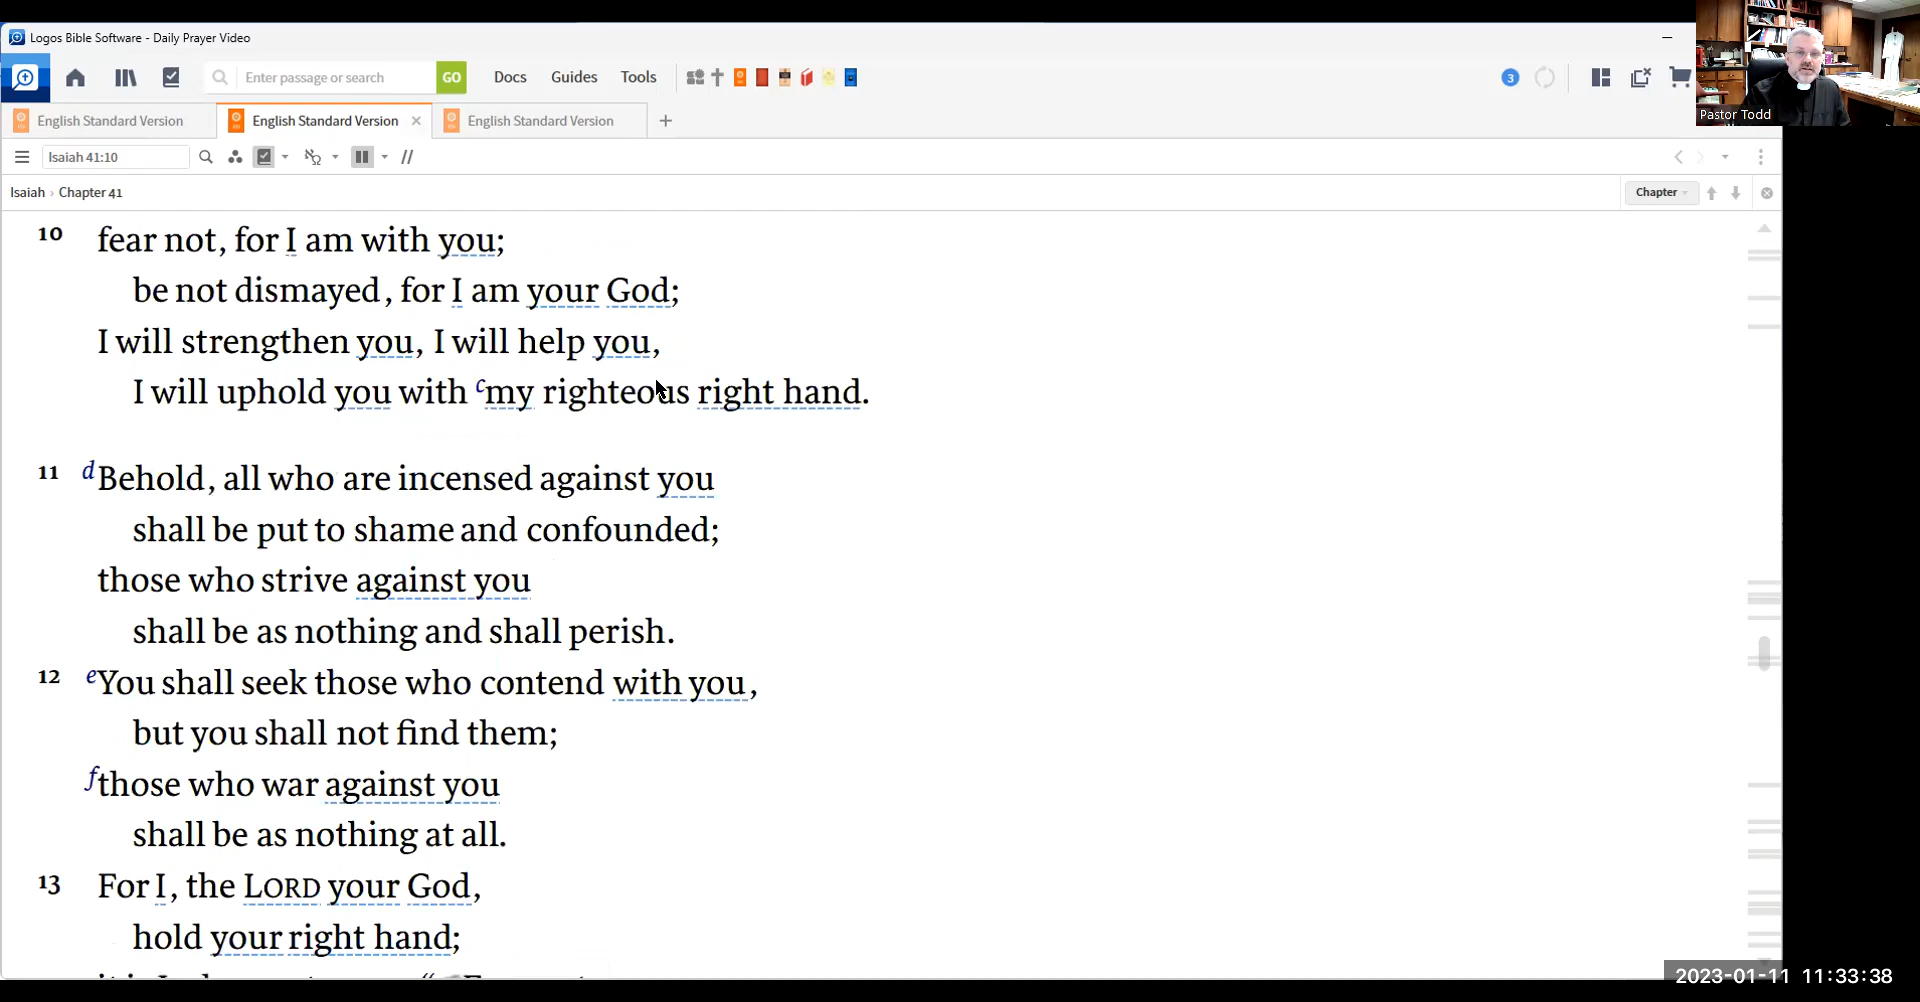 Logos Bible Software - Daily Prayer Video
Enter passage or search GO Docs Guides Tools 3
Pastor Todd
English Standard Version English Standard Version English Standard Version
Isaiah 41:10
Isaiah › Chapter 41 Chapter
10 fear not, for I am with you;
be not dismayed, for I am your God;
I will strengthen you, I will help you,
I will uphold you with c my righteous right hand.
11 d Behold, all who are incensed against you
shall be put to shame and confounded;
those who strive against you
shall be as nothing and shall perish.
12 e You shall seek those who contend with you,
but you shall not find them;
f those who war against you
shall be as nothing at all.
13 For I, the LORD your God,
hold your right hand;
2023-01-11 11:33:38